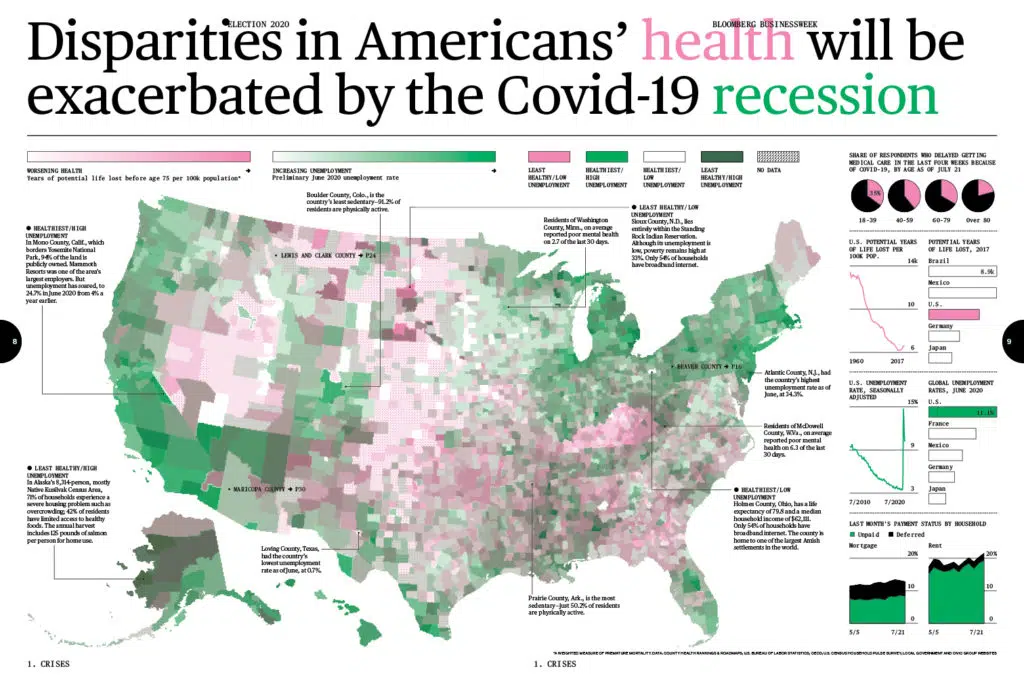 ELECTION 2020
BLOOMBERG BUSINESSWEEK
Disparities in Americans’ health will be
exacerbated by the Covid-19 recession
WORSENING HEALTH
Years of potential life lost before age 75 per 100k population*
INCREASING UNEMPLOYMENT
Preliminary June 2020 unemployment rate
LEAST
HEALTHY/LOW
UNEMPLOYMENT
HEALTHIEST/
HIGH
UNEMPLOYMENT
HEALTHIEST/
LOW
UNEMPLOYMENT
LEAST
HEALTHY/HIGH
UNEMPLOYMENT
NO DATA
Boulder County, Colo., is the
country's least sedentary–91.2% of
residents are physically active.
HEALTHIEST/HIGH
UNEMPLOYMENT
In Mono County, Calif., which
borders Yosemite National
Park, 94% of the land is
publicly owned. Mammoth
Resorts was one of the area's
largest employers. But
unemployment has soared, to
24.7% in June 2020 from 4% a
year earlier.
LEWIS AND CLARK COUNTY → P24
Residents of Washington
County, Minn., on average
reported poor mental health
on 2.7 of the last 30 days.
LEAST HEALTHY/LOW
UNEMPLOYMENT
Sioux County, N.D., lies
entirely within the Standing
Rock Indian Reservation.
Although its unemployment is
low, poverty remains high at
33%. Only 54% of households
have broadband internet.
8
9
BEAVER COUNTY → P16
Atlantic County, N.J., had
the country's highest
unemployment rate as of
June, at 34.3%.
Residents of McDowell
County, W.Va., on average
reported poor mental
health on 6.3 of the last
30 days.
LEAST HEALTHY/HIGH
UNEMPLOYMENT
In Alaska's 8,314-person, mostly
Native Kusilvak Census Area,
71% of households experience a
severe housing problem such as
overcrowding; 42% of residents
have limited access to healthy
foods. The annual harvest
includes 125 pounds of salmon
per person for home use.
MARICOPA COUNTY → P30
HEALTHIEST/LOW
UNEMPLOYMENT
Holmes County, Ohio, has a life
expectancy of 79.8 and a median
household income of $62,111.
Only 54% of households have
broadband internet. The county is
home to one of the largest Amish
settlements in the world.
Loving County, Texas,
had the country's
lowest unemployment
rate as of June, at 0.7%.
Prairie County, Ark., is the most
sedentary–just 50.2% of residents
are physically active.
SHARE OF RESPONDENTS WHO DELAYED GETTING
MEDICAL CARE IN THE LAST FOUR WEEKS BECAUSE
OF COVID-19, BY AGE AS OF JULY 21
35%
18-39
40-59
60-79
Over 80
U.S. POTENTIAL YEARS
OF LIFE LOST PER
100K POP.
14k
10
6
1960
2017
POTENTIAL YEARS
OF LIFE LOST, 2017
Brazil
8.9k
Mexico
U.S.
Germany
Japan
U.S. UNEMPLOYMENT
RATE, SEASONALLY
ADJUSTED
15%
9
3
7/2010
7/2020
GLOBAL UNEMPLOYMENT
RATES, JUNE 2020
U.S.
11.1%
France
Mexico
Germany
Japan
LAST MONTH'S PAYMENT STATUS BY HOUSEHOLD
Unpaid
Deferred
Mortgage
20%
10
0
5/5
7/21
Rent
20%
10
0
5/5
7/21
*A WEIGHTED MEASURE OF PREMATURE MORTALITY. DATA: COUNTY HEALTH RANKINGS & ROADMAPS, U.S. BUREAU OF LABOR STATISTICS, OECD, U.S. CENSUS HOUSEHOLD PULSE SURVEY, LOCAL GOVERNMENT AND CIVIC GROUP WEBSITES
1. CRISES
1. CRISES